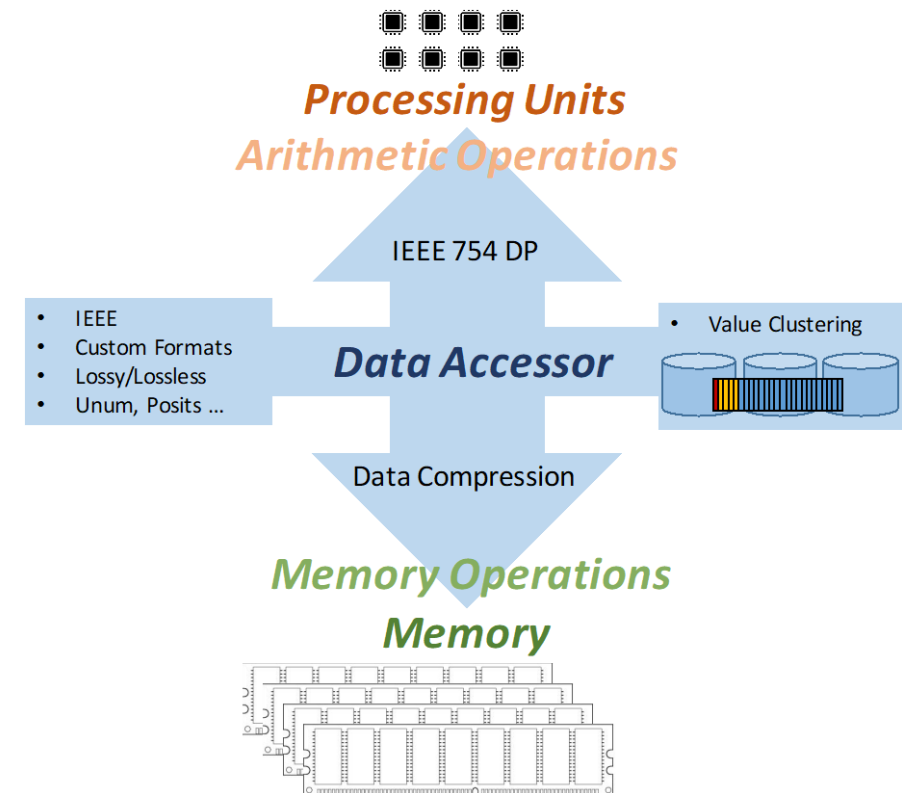 Processing Units
Arithmetic Operations
IEEE 754 DP
• IEEE
• Custom Formats
• Lossy/Lossless
• Unum, Posits ...
Data Accessor
• Value Clustering
Data Compression
Memory Operations
Memory